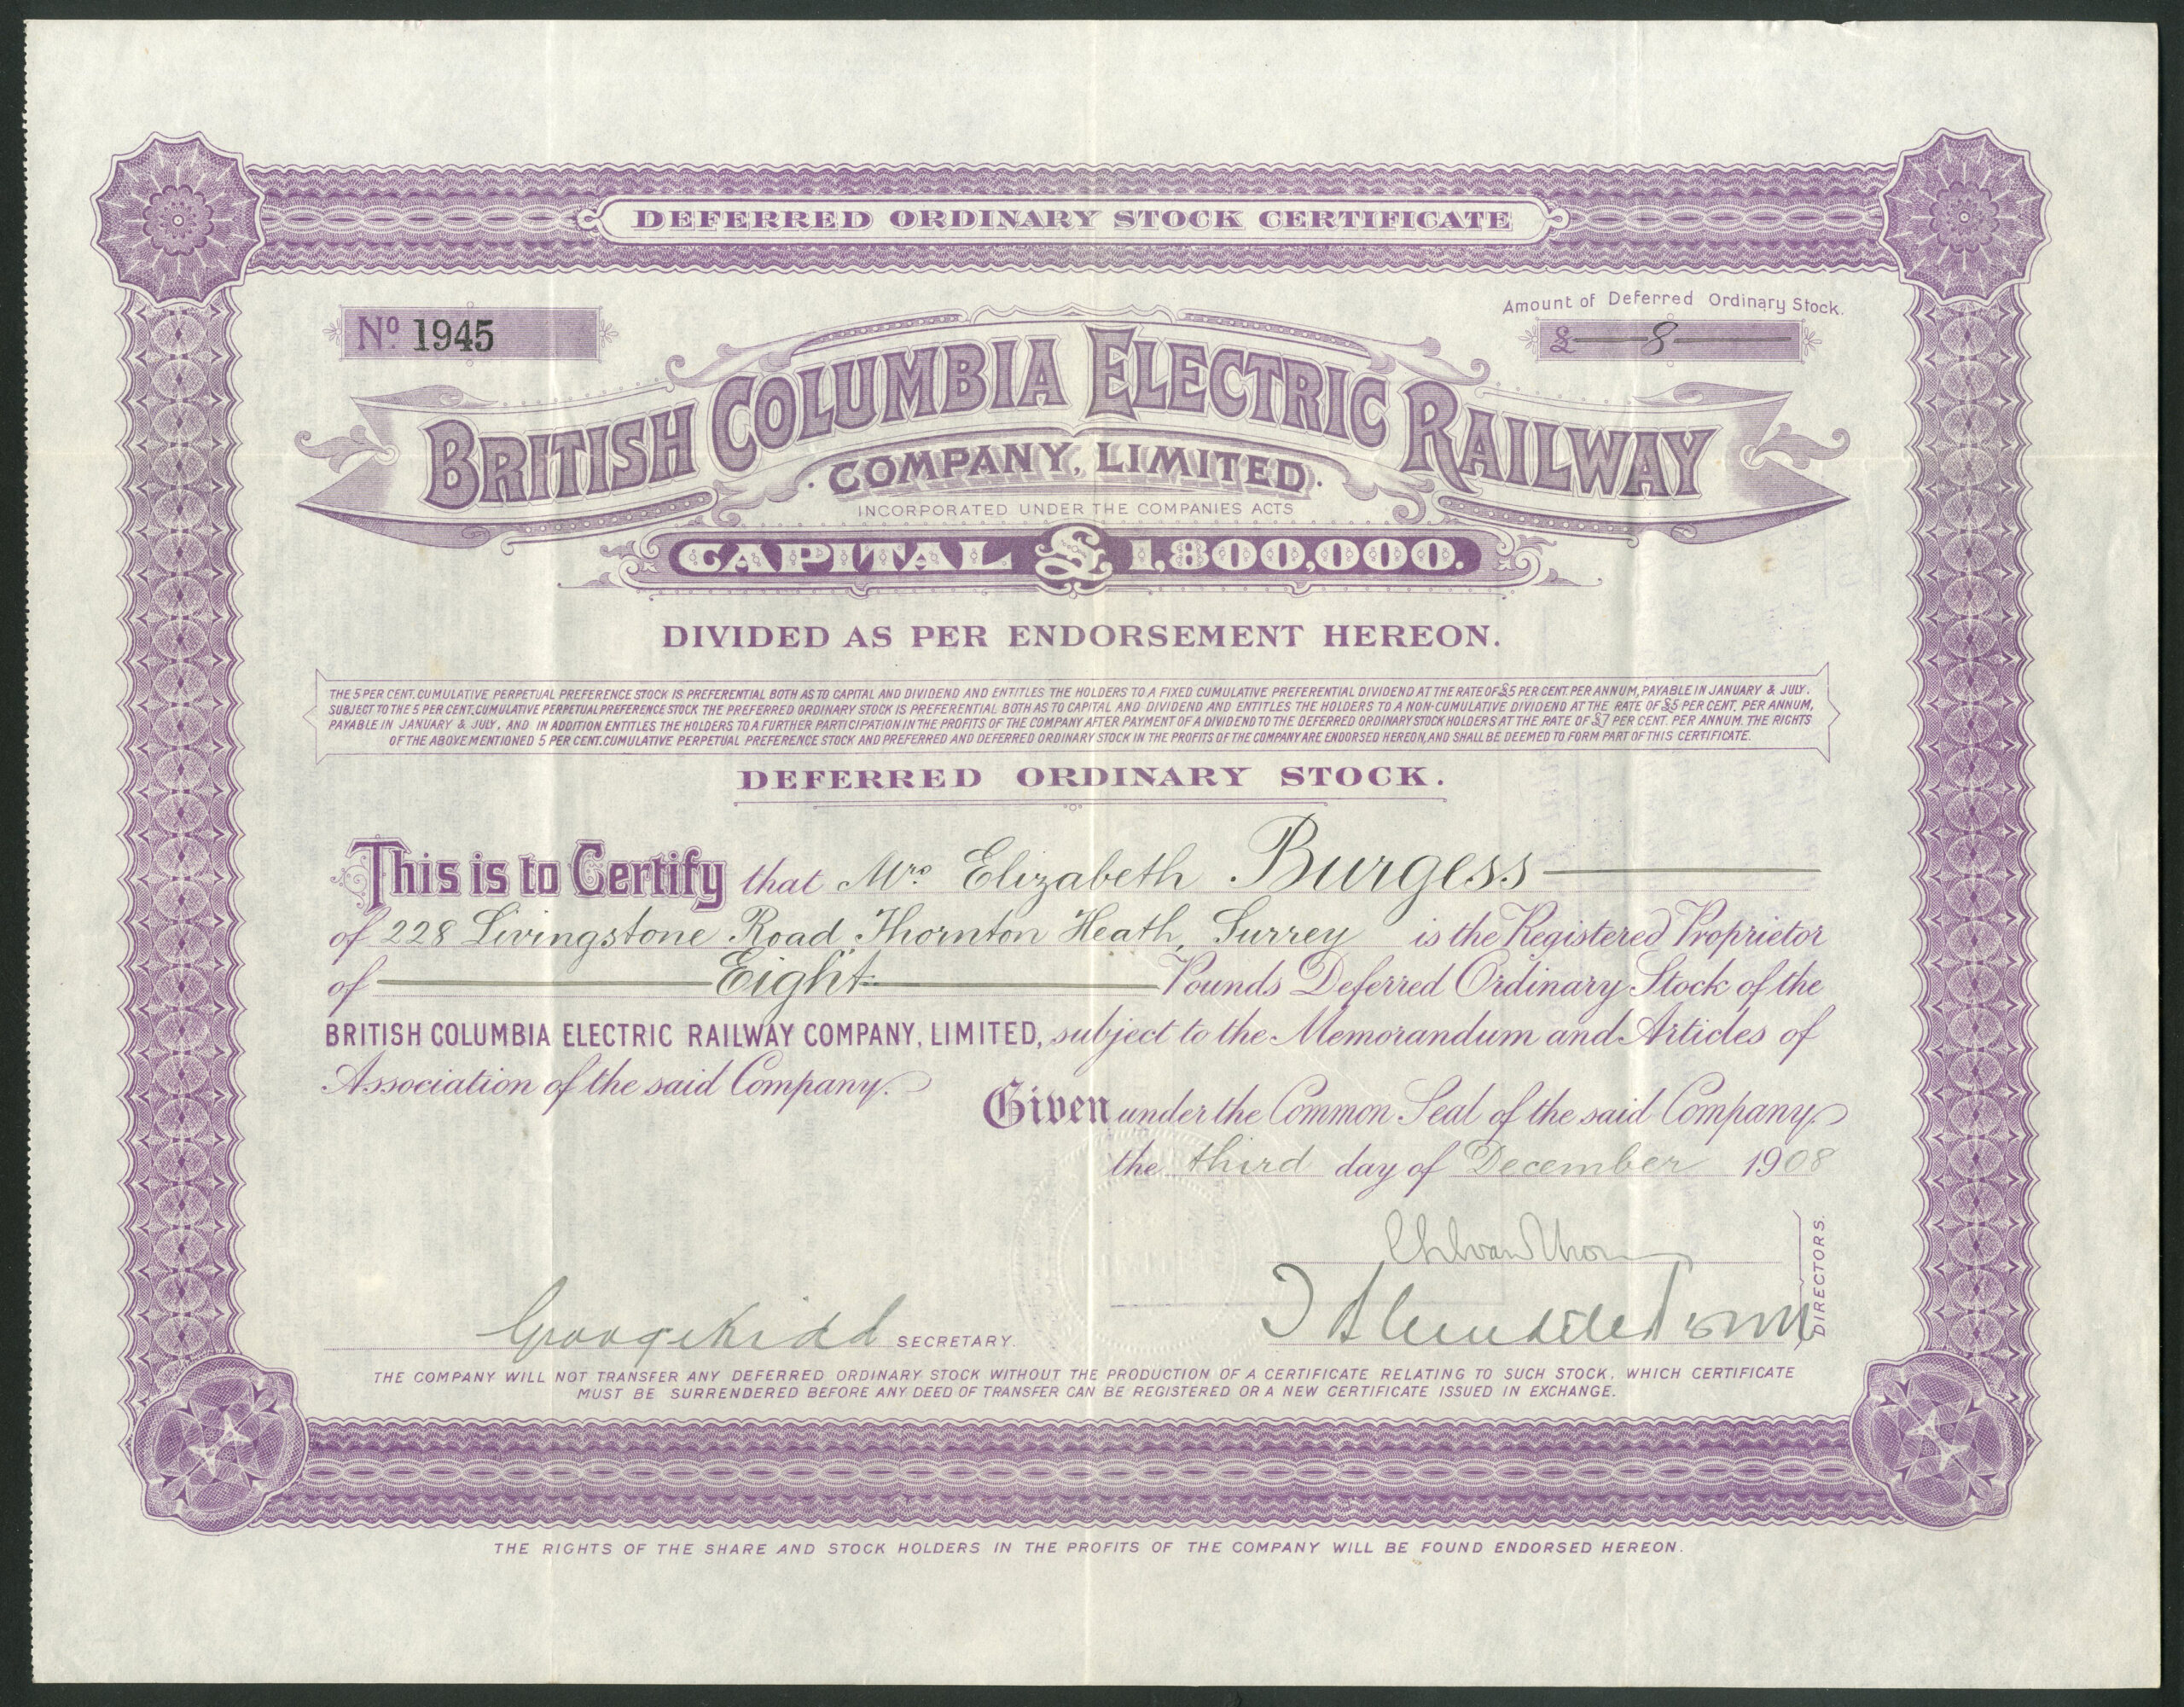 DEFERRED ORDINARY STOCK CERTIFICATE
Nº 1945
Amount of Deferred Ordinary Stock.
£ 8
BRITISH COLUMBIA ELECTRIC RAILWAY
COMPANY, LIMITED.
INCORPORATED UNDER THE COMPANIES ACTS
CAPITAL £1,800,000.
DIVIDED AS PER ENDORSEMENT HEREON.
THE 5 PER CENT. CUMULATIVE PERPETUAL PREFERENCE STOCK IS PREFERENTIAL BOTH AS TO CAPITAL AND DIVIDEND AND ENTITLES THE HOLDERS TO A FIXED CUMULATIVE PREFERENTIAL DIVIDEND AT THE RATE OF £5 PER CENT. PER ANNUM, PAYABLE IN JANUARY & JULY.
SUBJECT TO THE 5 PER CENT. CUMULATIVE PERPETUAL PREFERENCE STOCK THE PREFERRED ORDINARY STOCK IS PREFERENTIAL BOTH AS TO CAPITAL AND DIVIDEND AND ENTITLES THE HOLDERS TO A NON-CUMULATIVE DIVIDEND AT THE RATE OF £5 PER CENT. PER ANNUM,
PAYABLE IN JANUARY & JULY, AND IN ADDITION ENTITLES THE HOLDERS TO A FURTHER PARTICIPATION IN THE PROFITS OF THE COMPANY AFTER PAYMENT OF A DIVIDEND TO THE DEFERRED ORDINARY STOCK HOLDERS AT THE RATE OF £7 PER CENT. PER ANNUM. THE RIGHTS
OF THE ABOVE MENTIONED 5 PER CENT. CUMULATIVE PERPETUAL PREFERENCE STOCK AND PREFERRED AND DEFERRED ORDINARY STOCK IN THE PROFITS OF THE COMPANY ARE ENDORSED HEREON, AND SHALL BE DEEMED TO FORM PART OF THIS CERTIFICATE.
DEFERRED ORDINARY STOCK.
This is to Certify that Mrs Elizabeth Burgess
of 228 Livingstone Road, Thornton Heath, Surrey is the Registered Proprietor
of Eight Pounds Deferred Ordinary Stock of the
BRITISH COLUMBIA ELECTRIC RAILWAY COMPANY, LIMITED, subject to the Memorandum and Articles of
Association of the said Company.
Given under the Common Seal of the said Company
the third day of December 1908
DIRECTORS.
George Kidd SECRETARY.
THE COMPANY WILL NOT TRANSFER ANY DEFERRED ORDINARY STOCK WITHOUT THE PRODUCTION OF A CERTIFICATE RELATING TO SUCH STOCK, WHICH CERTIFICATE
MUST BE SURRENDERED BEFORE ANY DEED OF TRANSFER CAN BE REGISTERED OR A NEW CERTIFICATE ISSUED IN EXCHANGE.
THE RIGHTS OF THE SHARE AND STOCK HOLDERS IN THE PROFITS OF THE COMPANY WILL BE FOUND ENDORSED HEREON.